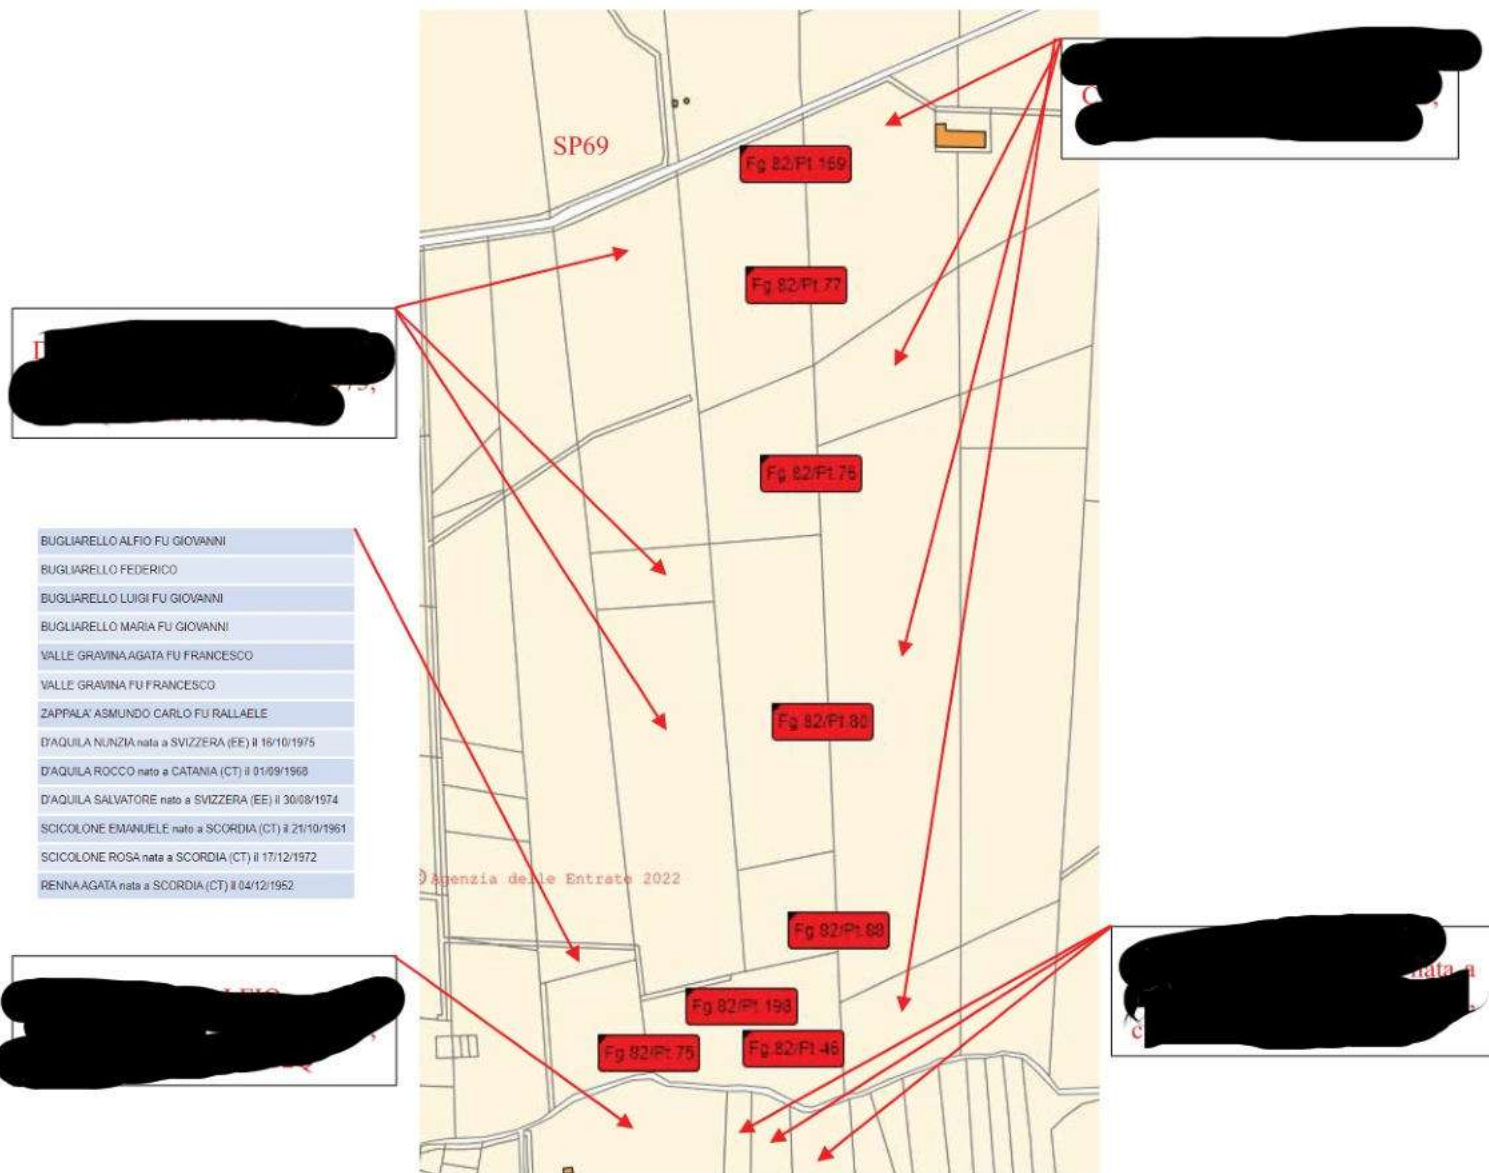 SP69
Fg 82/Pt 169
Fg 82/Pt 77
Fg 82/Pt 76
Fg 82/Pt 80
Fg 82/Pt 88
Fg 82/Pt 198
Fg 82/Pt 75
Fg 82/Pt 46
BUGLIARELLO ALFIO FU GIOVANNI
BUGLIARELLO FEDERICO
BUGLIARELLO LUIGI FU GIOVANNI
BUGLIARELLO MARIA FU GIOVANNI
VALLE GRAVINA AGATA FU FRANCESCO
VALLE GRAVINA FU FRANCESCO
ZAPPALA' ASMUNDO CARLO FU RALLAELE
D'AQUILA NUNZIA nata a SVIZZERA (EE) il 16/10/1975
D'AQUILA ROCCO nato a CATANIA (CT) il 01/09/1968
D'AQUILA SALVATORE nato a SVIZZERA (EE) il 30/08/1974
SCICOLONE EMANUELE nato a SCORDIA (CT) il 21/10/1961
SCICOLONE ROSA nata a SCORDIA (CT) il 17/12/1972
RENNA AGATA nata a SCORDIA (CT) il 04/12/1952
Agenzia delle Entrate 2022
nata a